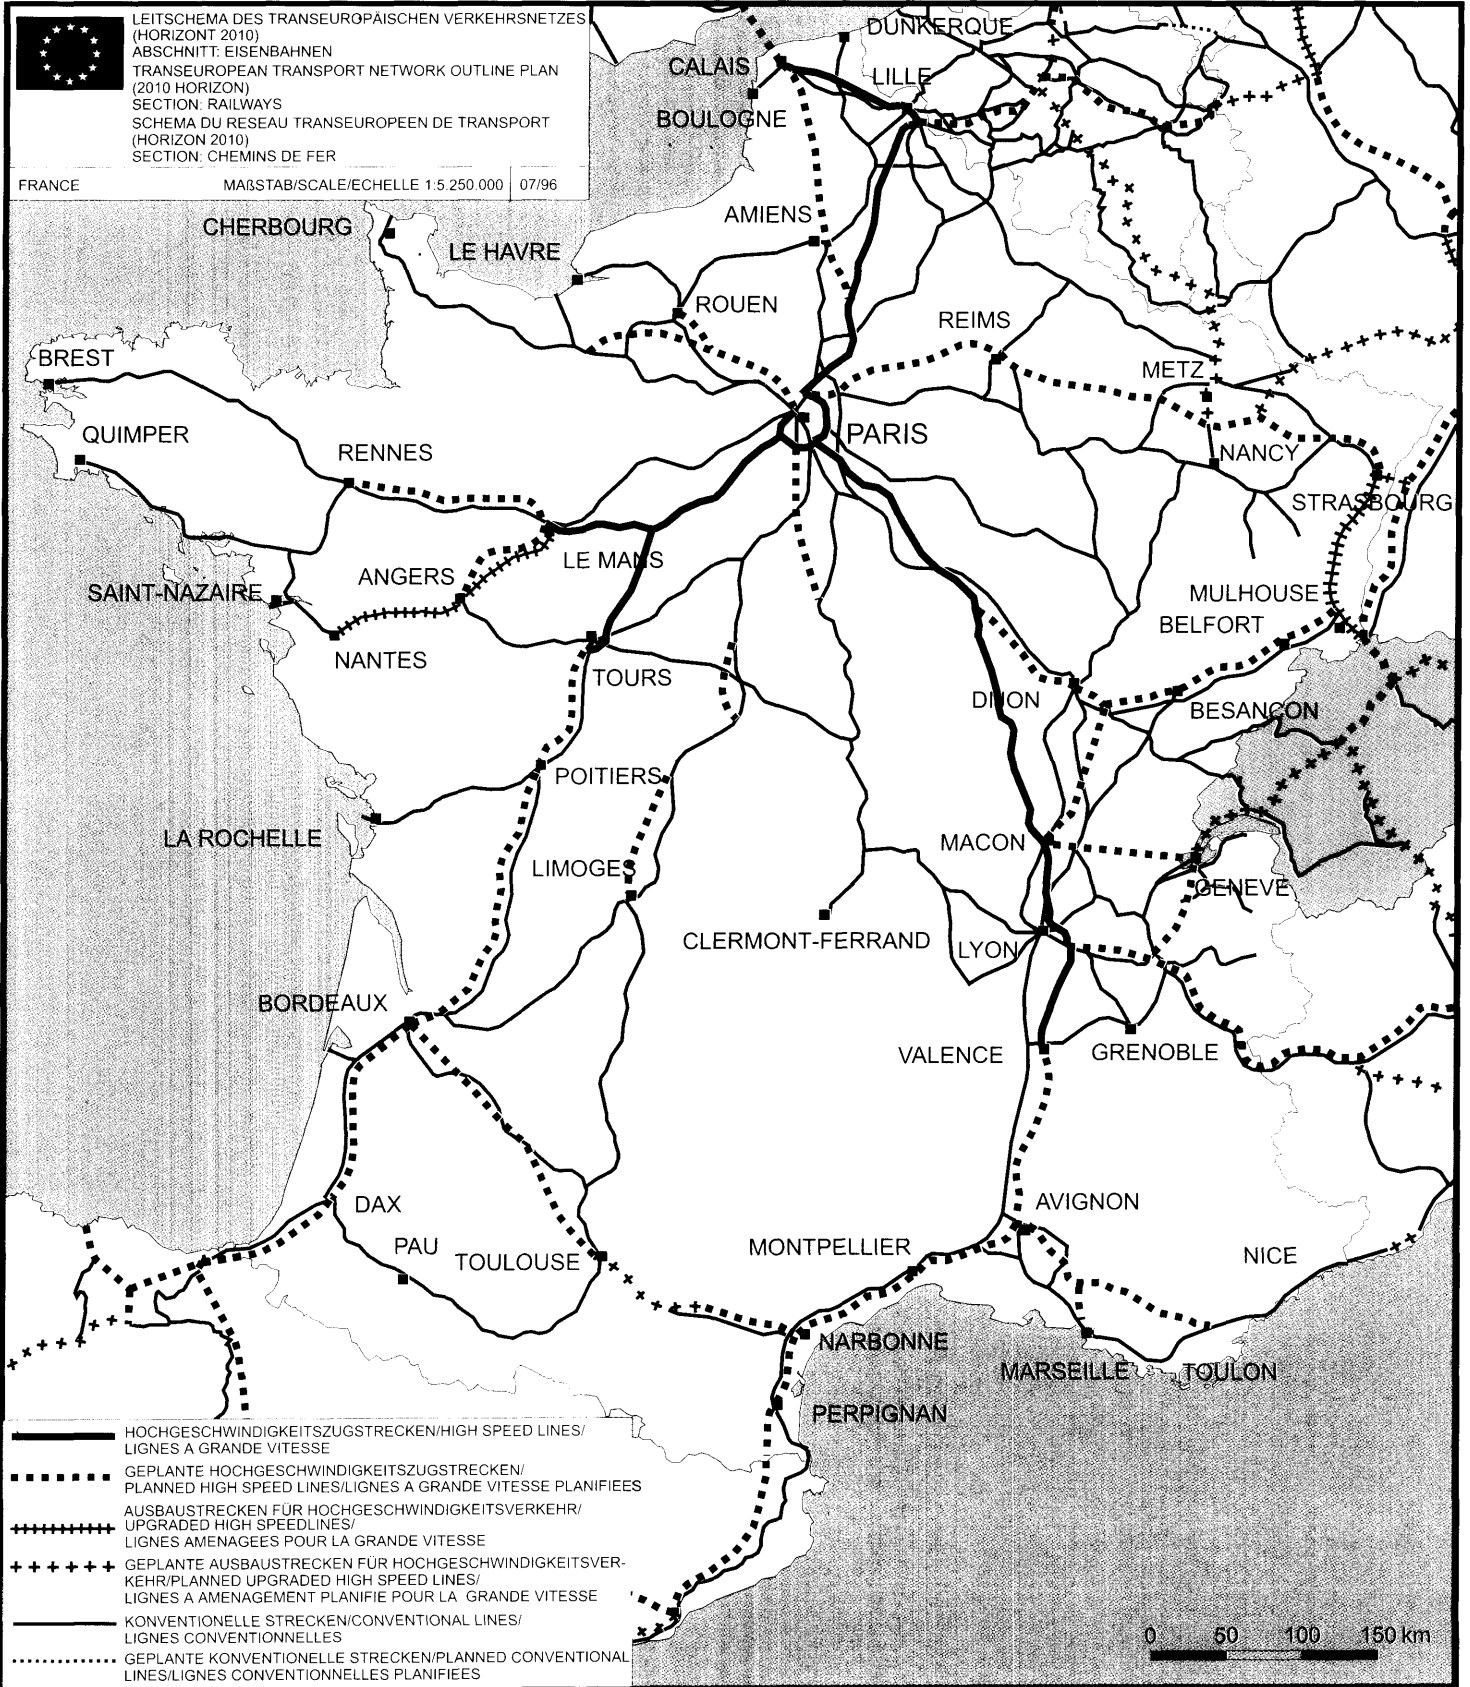 LEITSCHEMA DES TRANSEUROPÄISCHEN VERKEHRSNETZES
(HORIZONT 2010)
ABSCHNITT: EISENBAHNEN
TRANSEUROPEAN TRANSPORT NETWORK OUTLINE PLAN
(2010 HORIZON)
SECTION: RAILWAYS
SCHEMA DU RESEAU TRANSEUROPEEN DE TRANSPORT
(HORIZON 2010)
SECTION: CHEMINS DE FER
FRANCE MAßSTAB/SCALE/ECHELLE 1:5.250.000 07/96
DUNKERQUE
CALAIS
LILLE
BOULOGNE
AMIENS
CHERBOURG
LE HAVRE
ROUEN
REIMS
BREST
METZ
QUIMPER
PARIS
RENNES
NANCY
STRASBOURG
LE MANS
ANGERS
SAINT-NAZAIRE
MULHOUSE
BELFORT
NANTES
TOURS
DIJON
BESANCON
POITIERS
LA ROCHELLE
MACON
LIMOGES
GENEVE
CLERMONT-FERRAND
LYON
BORDEAUX
VALENCE
GRENOBLE
DAX
AVIGNON
PAU
TOULOUSE
MONTPELLIER
NICE
NARBONNE
MARSEILLE
TOULON
PERPIGNAN
HOCHGESCHWINDIGKEITSZUGSTRECKEN/HIGH SPEED LINES/
LIGNES A GRANDE VITESSE
GEPLANTE HOCHGESCHWINDIGKEITSZUGSTRECKEN/
PLANNED HIGH SPEED LINES/LIGNES A GRANDE VITESSE PLANIFIEES
AUSBAUSTRECKEN FÜR HOCHGESCHWINDIGKEITSVERKEHR/
UPGRADED HIGH SPEEDLINES/
LIGNES AMENAGEES POUR LA GRANDE VITESSE
GEPLANTE AUSBAUSTRECKEN FÜR HOCHGESCHWINDIGKEITSVER-
KEHR/PLANNED UPGRADED HIGH SPEED LINES/
LIGNES A AMENAGEMENT PLANIFIE POUR LA GRANDE VITESSE
KONVENTIONELLE STRECKEN/CONVENTIONAL LINES/
LIGNES CONVENTIONNELLES
GEPLANTE KONVENTIONELLE STRECKEN/PLANNED CONVENTIONAL
LINES/LIGNES CONVENTIONNELLES PLANIFIEES
0 50 100 150 km